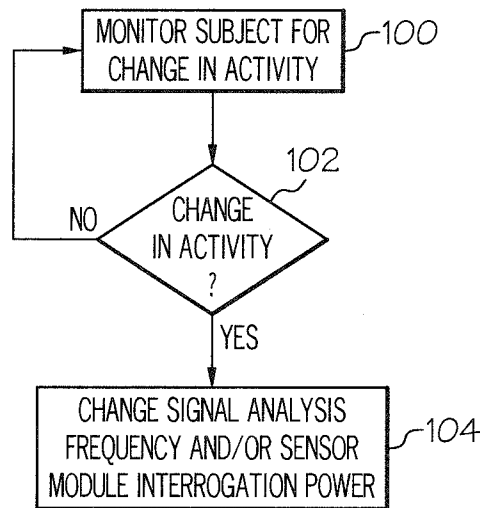 MONITOR SUBJECT FOR
CHANGE IN ACTIVITY
100
102
CHANGE
IN ACTIVITY
?
NO
YES
CHANGE SIGNAL ANALYSIS
FREQUENCY AND/OR SENSOR
MODULE INTERROGATION POWER
104